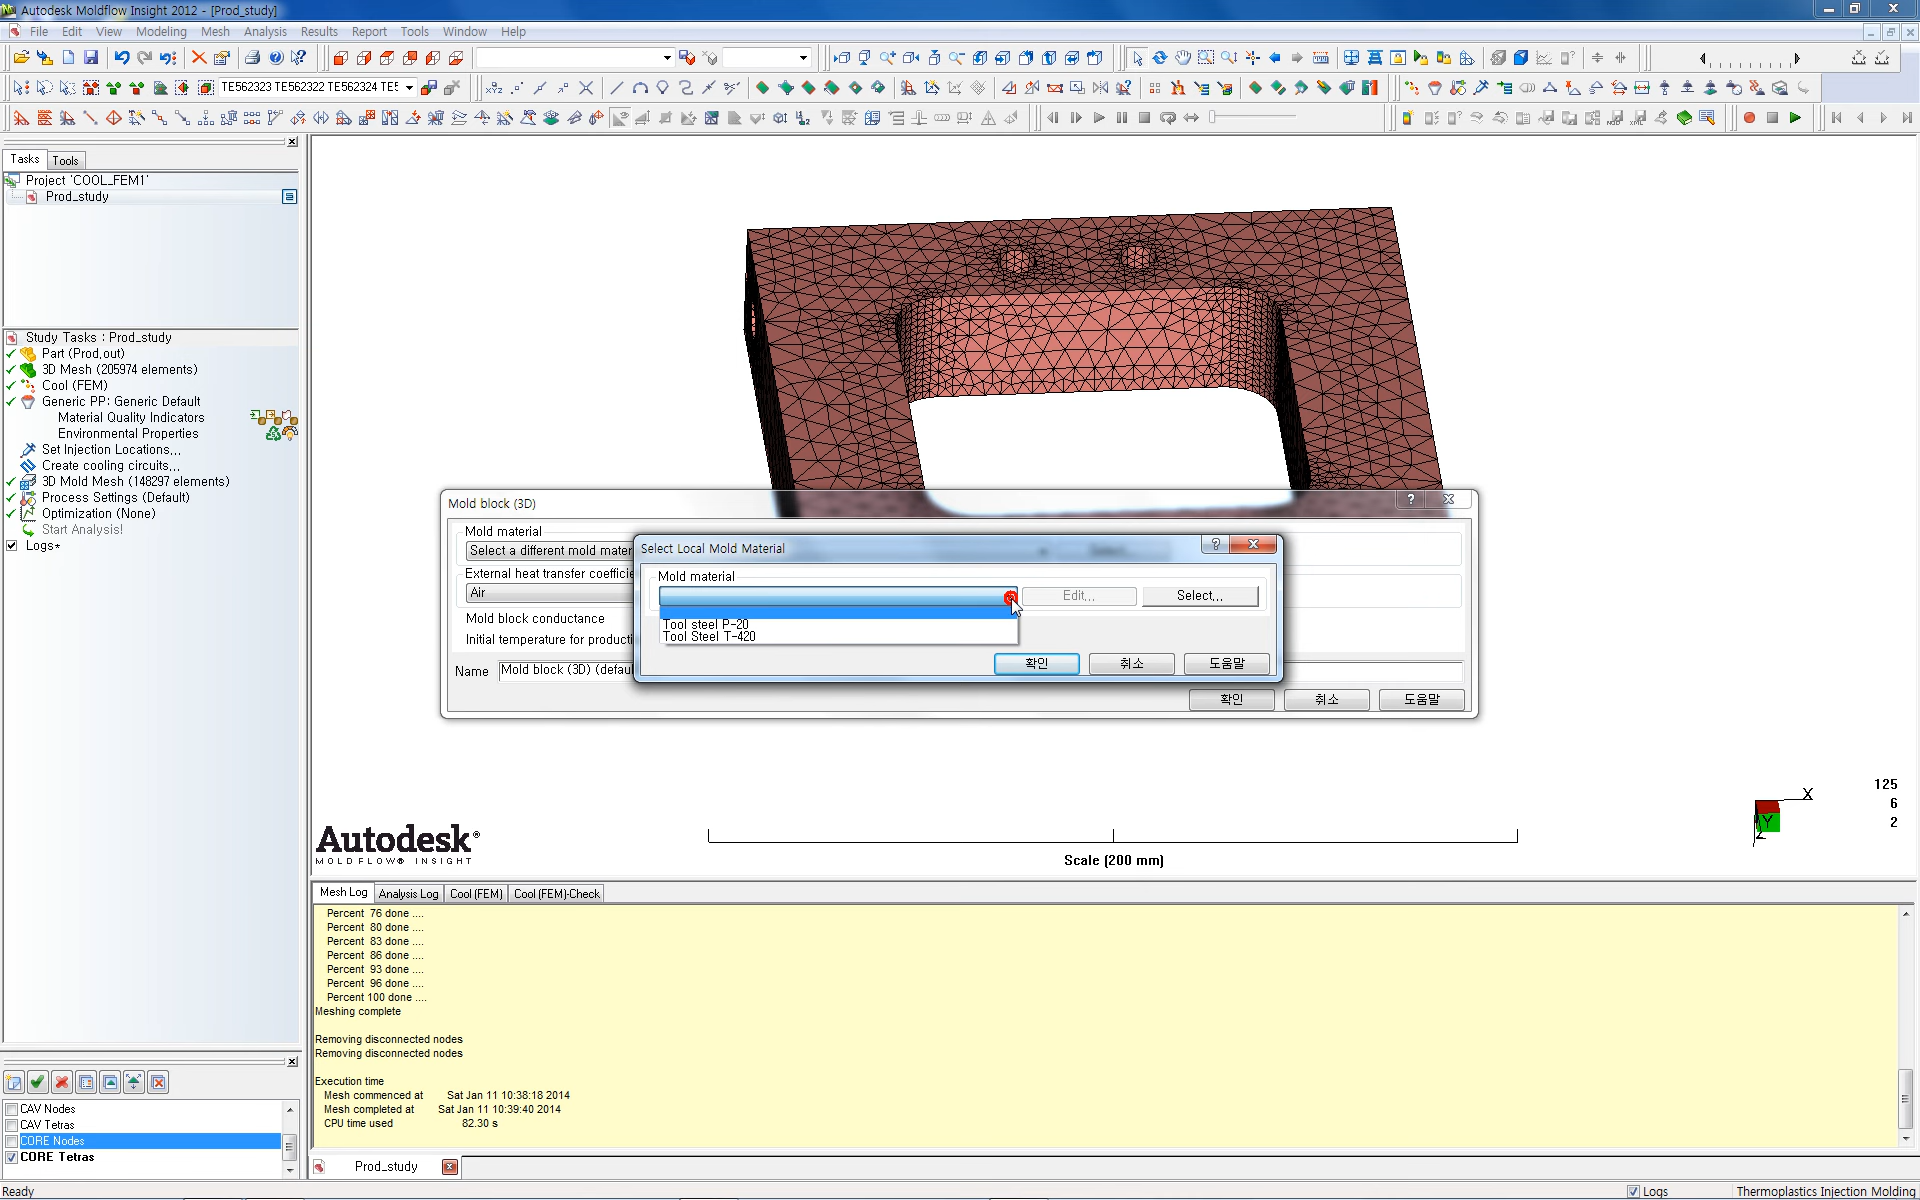 Autodesk Moldflow Insight 2012 - [Prod_study]
File Edit View Modeling Mesh Analysis Results Report Tools Window Help
TE562323 TE562322 TE562324 TE5
Tasks Tools
Project 'COOL_FEM1'
Prod_study
Study Tasks : Prod_study
Part (Prod,out)
3D Mesh (205974 elements)
Cool (FEM)
Generic PP: Generic Default
Material Quality Indicators
Environmental Properties
Set Injection Locations,,,
Create cooling circuits,,,
3D Mold Mesh (148297 elements)
Process Settings (Default)
Optimization (None)
Start Analysis!
Logs*
Mold block (3D)
Mold material
Select a different mold mater
External heat transfer coefficie
Air
Mold block conductance
Initial temperature for producti
Name Mold block (3D) (defau
확인 취소 도움말
Select Local Mold Material
Mold material
Edit,,, Select,,,
Tool steel P-20
Tool Steel T-420
확인 취소 도움말
X
Y
Z
125
6
2
Autodesk®
MOLDFLOW® INSIGHT
Scale (200 mm)
Mesh Log Analysis Log Cool (FEM) Cool (FEM)-Check
Percent 76 done ....
Percent 80 done ....
Percent 83 done ....
Percent 86 done ....
Percent 93 done ....
Percent 96 done ....
Percent 100 done ....
Meshing complete
Removing disconnected nodes
Removing disconnected nodes
Execution time
Mesh commenced at Sat Jan 11 10:38:18 2014
Mesh completed at Sat Jan 11 10:39:40 2014
CPU time used 82.30 s
CAV Nodes
CAV Tetras
CORE Nodes
CORE Tetras
Prod_study
Ready
Logs
Thermoplastics Injection Molding